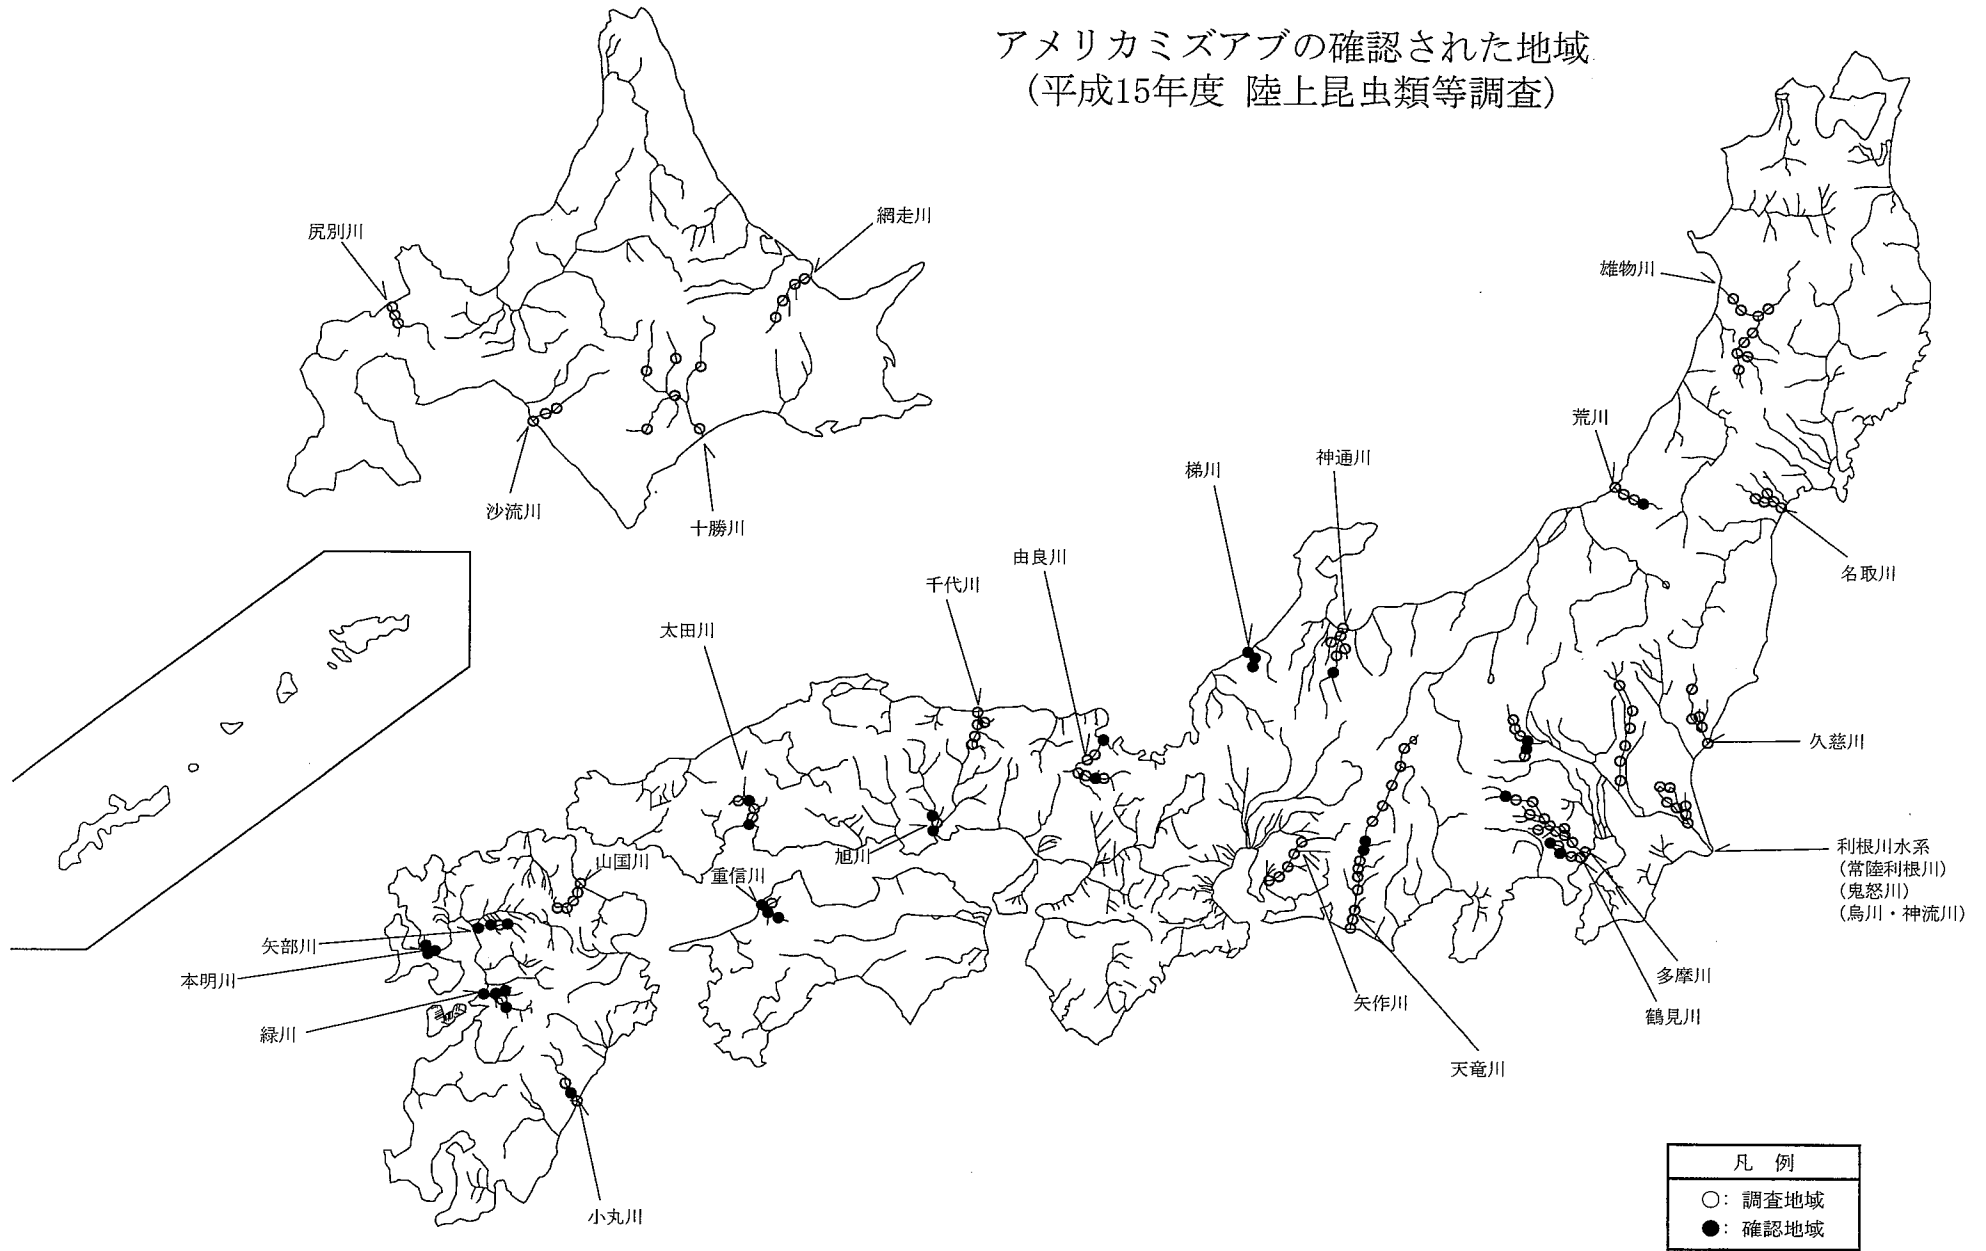 アメリカミズアブの確認された地域
(平成15年度 陸上昆虫類等調査)
尻別川
網走川
沙流川
十勝川
雄物川
荒川
名取川
梯川
神通川
由良川
千代川
太田川
久慈川
旭川
山国川
重信川
利根川水系
(常陸利根川)
(鬼怒川)
(烏川・神流川)
矢部川
本明川
緑川
多摩川
矢作川
鶴見川
天竜川
小丸川
凡 例
○: 調査地域
●: 確認地域